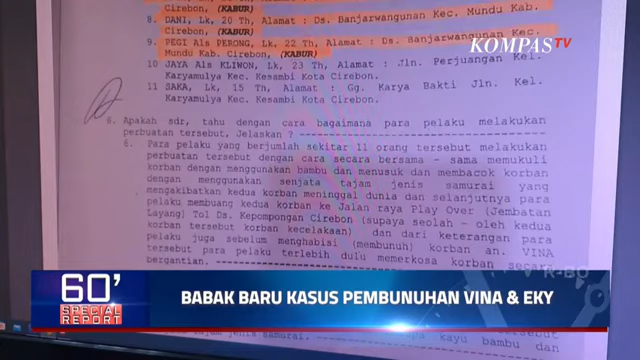 Cirebon, (KABUR)
8. DANI, Lk, 20 Th, Alamat : Ds. Banjarwangunan Kec. Mundu Kab.
Cirebon, (KABUR)
9. PEGI Als PERONG, Lk, 22 Th, Alamat : Ds. Banjarwangunan Kec.
Mundu Kab. Cirebon, (KABUR)
10 JAYA Als KLIWON, Lk, 23 Th, Alamat : Jln. Perjuangan Kel.
Karyamulya Kec. Kesambi Kota Cirebon.
11 SAKA, Lk, 15 Th, Alamat : Gg. Karya Bakti Jln. Kel.
Karyamulya Kec. Kesambi Kota Cirebon.
KOMPASTV
Apakah sdr, tahu dengan cara bagaimana para pelaku melakukan
perbuatan tersebut, Jelaskan ?
6. Para pelaku yang berjumlah sekitar 11 orang tersebut melakukan
perbuatan tersebut dengan cara secara bersama - sama memukuli
korban dengan menggunakan bambu dan menusuk dan membacok korban
dengan menggunakan senjata tajam jenis samurai yang
mengakibatkan kedua korban meninggal dunia dan selanjutnya para
pelaku membuang kedua korban ke Jalan raya Play Over (Jembatan
Layang) Tol Ds. Kepompongan Cirebon (supaya seolah - oleh kedua
korban tersebut korban kecelakaan) dan dari keterangan para
pelaku juga sebelum menghabisi (membunuh) korban an. VINA
tersebut para pelaku terlebih dulu memerkosa korban secara
bergantian.
60’
SPECIAL REPORT
BABAK BARU KASUS PEMBUNUHAN VINA & EKY
jenis samurai. kayu bambu dan